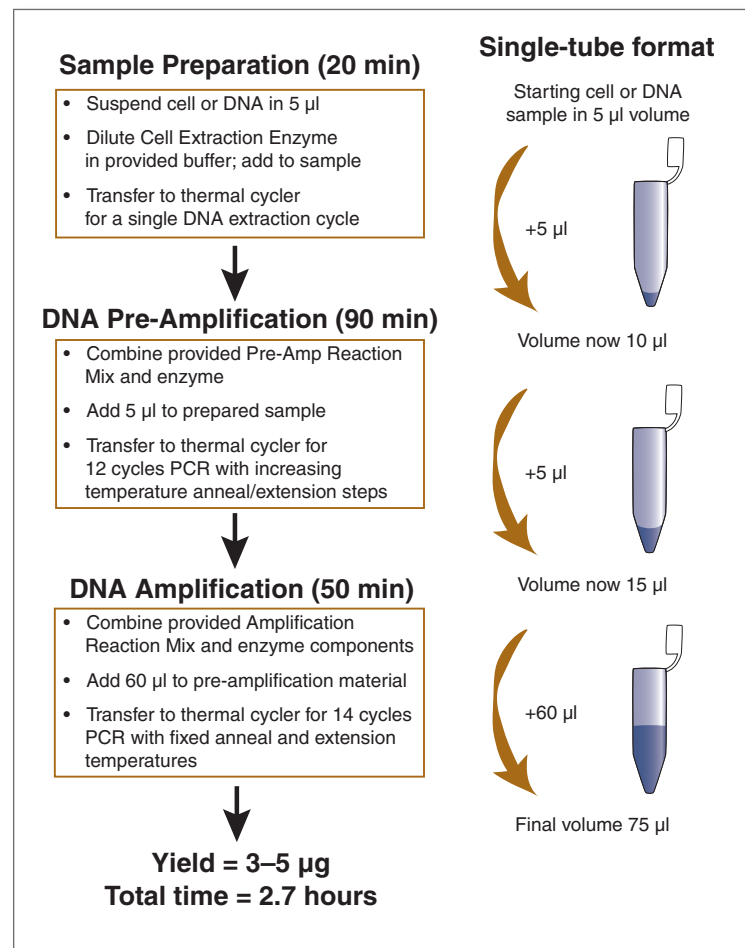 Sample Preparation (20 min)
• Suspend cell or DNA in 5 µl
• Dilute Cell Extraction Enzyme
in provided buffer; add to sample
• Transfer to thermal cycler
for a single DNA extraction cycle
DNA Pre-Amplification (90 min)
• Combine provided Pre-Amp Reaction
Mix and enzyme
• Add 5 µl to prepared sample
• Transfer to thermal cycler for
12 cycles PCR with increasing
temperature anneal/extension steps
DNA Amplification (50 min)
• Combine provided Amplification
Reaction Mix and enzyme components
• Add 60 µl to pre-amplification material
• Transfer to thermal cycler for 14 cycles
PCR with fixed anneal and extension
temperatures
Yield = 3–5 µg
Total time = 2.7 hours
Single-tube format
Starting cell or DNA
sample in 5 µl volume
+5 µl
Volume now 10 µl
+5 µl
Volume now 15 µl
+60 µl
Final volume 75 µl